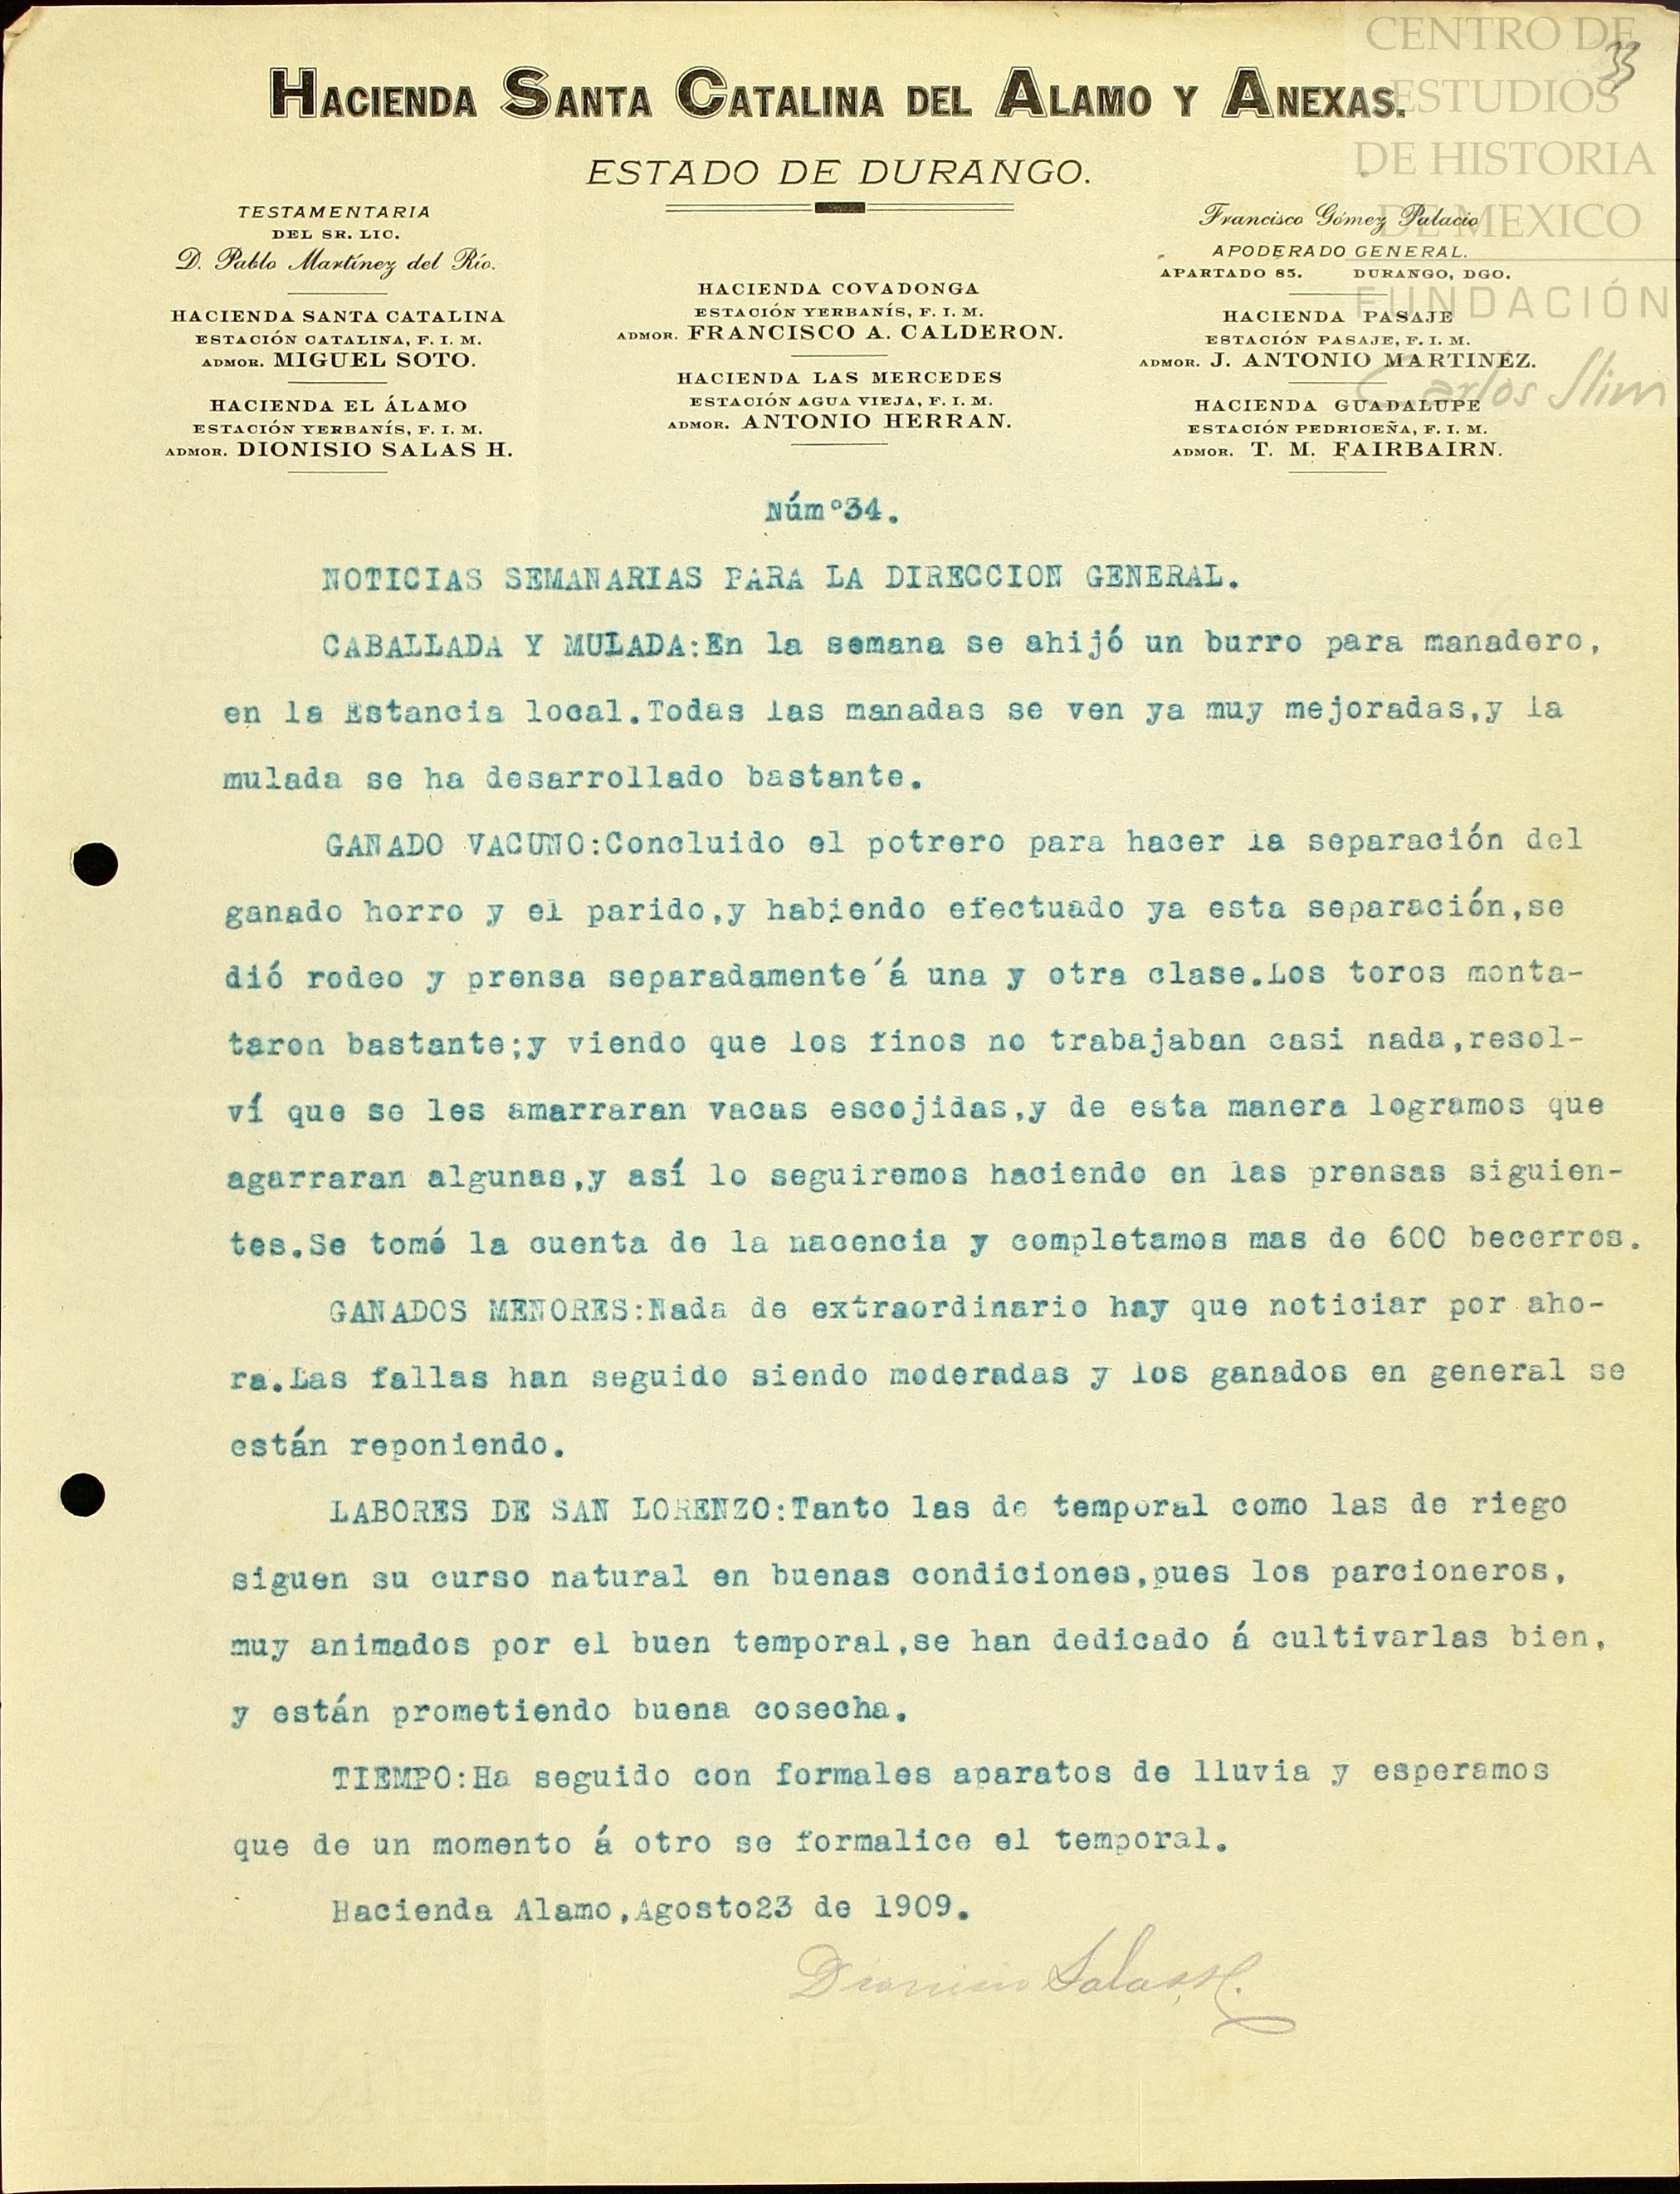 CENTRO DE
ESTUDIOS
DE HISTORIA
DE MEXICO
FUNDACIÓN
Carlos Slim
33
HACIENDA SANTA CATALINA DEL ALAMO Y ANEXAS.
ESTADO DE DURANGO.
TESTAMENTARIA
DEL SR. LIC.
D. Pablo Martínez del Río.
HACIENDA SANTA CATALINA
ESTACIÓN CATALINA, F. I. M.
ADMOR. MIGUEL SOTO.
HACIENDA EL ÁLAMO
ESTACIÓN YERBANÍS, F. I. M.
ADMOR. DIONISIO SALAS H.
HACIENDA COVADONGA
ESTACIÓN YERBANÍS, F. I. M.
ADMOR. FRANCISCO A. CALDERON.
HACIENDA LAS MERCEDES
ESTACIÓN AGUA VIEJA, F. I. M.
ADMOR. ANTONIO HERRAN.
Francisco Gómez Palacio
APODERADO GENERAL.
APARTADO 85. DURANGO, DGO.
HACIENDA PASAJE
ESTACIÓN PASAJE, F. I. M.
ADMOR. J. ANTONIO MARTINEZ.
HACIENDA GUADALUPE
ESTACIÓN PEDRICEÑA, F. I. M.
ADMOR. T. M. FAIRBAIRN.
Núm°34.
NOTICIAS SEMANARIAS PARA LA DIRECCION GENERAL.
CABALLADA Y MULADA:En la semana se ahijó un burro para manadero,
en la Estancia local.Todas las manadas se ven ya muy mejoradas,y la
mulada se ha desarrollado bastante.
GANADO VACUNO:Concluido el potrero para hacer la separación del
ganado horro y el parido,y habiendo efectuado ya esta separación,se
dió rodeo y prensa separadamente á una y otra clase.Los toros monta-
taron bastante;y viendo que los finos no trabajaban casi nada,resol-
ví que se les amarraran vacas escojidas,y de esta manera logramos que
agarraran algunas,y así lo seguiremos haciendo en las prensas siguien-
tes.Se tomó la cuenta de la nacencia y completamos mas de 600 becerros.
GANADOS MENORES:Nada de extraordinario hay que noticiar por aho-
ra.Las fallas han seguido siendo moderadas y los ganados en general se
están reponiendo.
LABORES DE SAN LORENZO:Tanto las de temporal como las de riego
siguen su curso natural en buenas condiciones,pues los parcioneros,
muy animados por el buen temporal,se han dedicado á cultivarlas bien,
y están prometiendo buena cosecha.
TIEMPO:Ha seguido con formales aparatos de lluvia y esperamos
que de un momento á otro se formalice el temporal.
Hacienda Alamo,Agosto23 de 1909.
Dionisio Salas H.